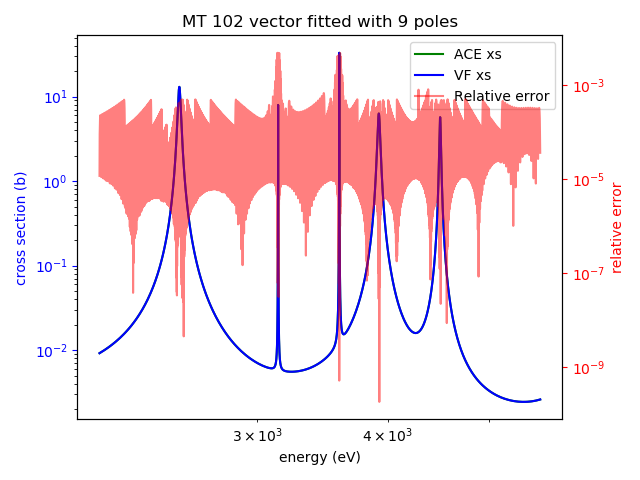 MT 102 vector fitted with 9 poles
ACE xs
VF xs
Relative error
10¹
10⁰
10⁻¹
10⁻²
cross section (b)
10⁻³
10⁻⁵
10⁻⁷
10⁻⁹
relative error
3 × 10³
4 × 10³
energy (eV)